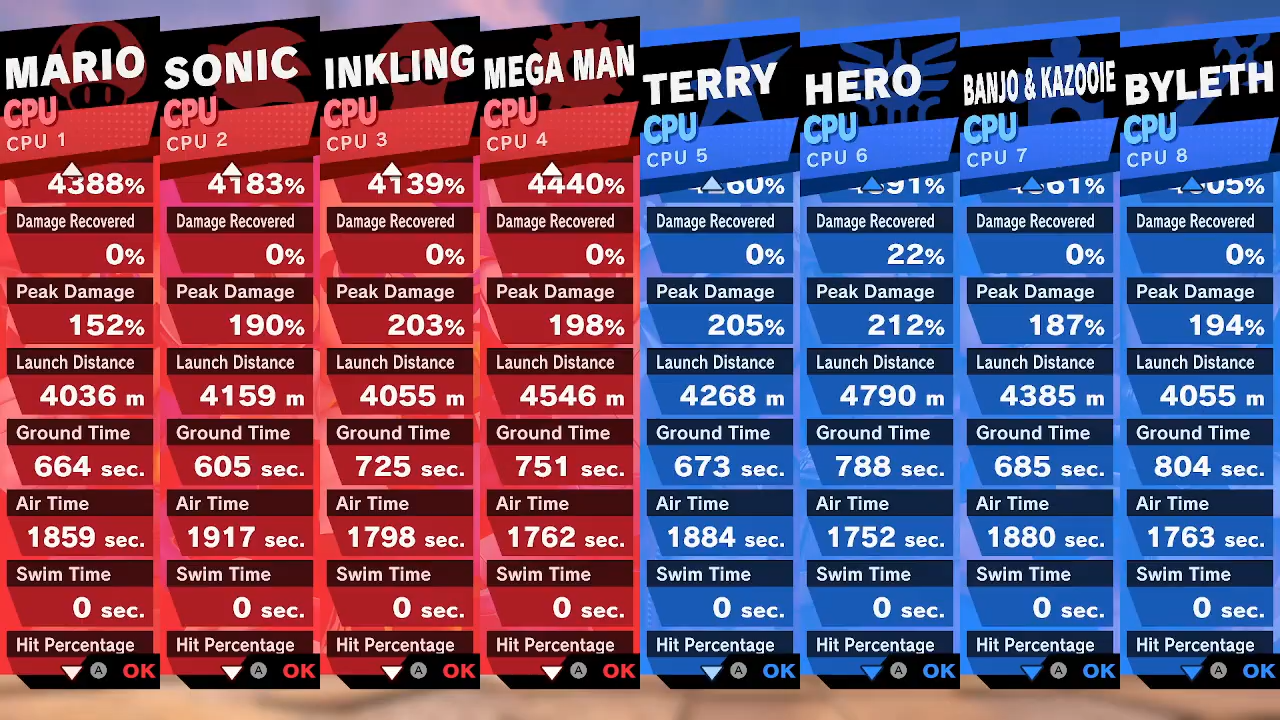 MARIO SONIC INKLING MEGA MAN TERRY HERO BANJO & KAZOOIE BYLETH
CPU CPU CPU CPU CPU CPU CPU CPU
CPU 1 CPU 2 CPU 3 CPU 4 CPU 5 CPU 6 CPU 7 CPU 8
4388% 4183% 4139% 4440%
Damage Recovered Damage Recovered Damage Recovered Damage Recovered Damage Recovered Damage Recovered Damage Recovered Damage Recovered
0% 0% 0% 0% 0% 22% 0% 0%
Peak Damage Peak Damage Peak Damage Peak Damage Peak Damage Peak Damage Peak Damage Peak Damage
152% 190% 203% 198% 205% 212% 187% 194%
Launch Distance Launch Distance Launch Distance Launch Distance Launch Distance Launch Distance Launch Distance Launch Distance
4036 m 4159 m 4055 m 4546 m 4268 m 4790 m 4385 m 4055 m
Ground Time Ground Time Ground Time Ground Time Ground Time Ground Time Ground Time Ground Time
664 sec. 605 sec. 725 sec. 751 sec. 673 sec. 788 sec. 685 sec. 804 sec.
Air Time Air Time Air Time Air Time Air Time Air Time Air Time Air Time
1859 sec. 1917 sec. 1798 sec. 1762 sec. 1884 sec. 1752 sec. 1880 sec. 1763 sec.
Swim Time Swim Time Swim Time Swim Time Swim Time Swim Time Swim Time Swim Time
0 sec. 0 sec. 0 sec. 0 sec. 0 sec. 0 sec. 0 sec. 0 sec.
Hit Percentage Hit Percentage Hit Percentage Hit Percentage Hit Percentage Hit Percentage Hit Percentage Hit Percentage
A OK A OK A OK A OK A OK A OK A OK A OK